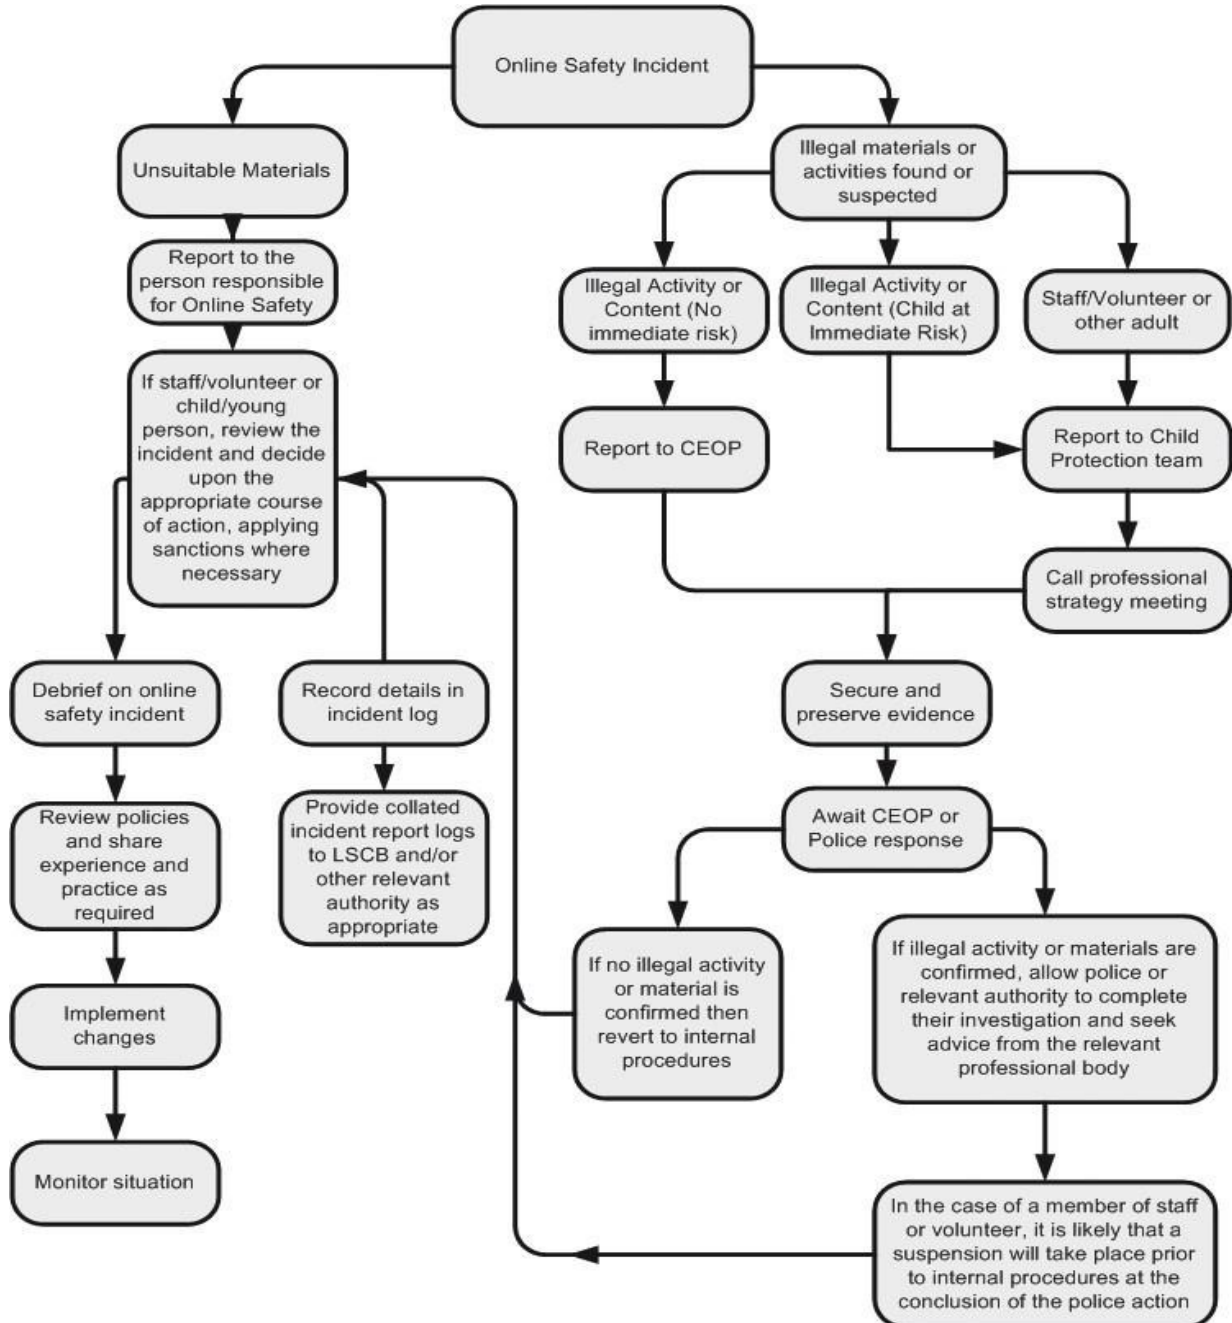 Online Safety Incident
Unsuitable Materials
Report to the
person responsible
for Online Safety
If staff/volunteer or
child/young
person, review the
incident and decide
upon the
appropriate course
of action, applying
sanctions where
necessary
Debrief on online
safety incident
Review policies
and share
experience and
practice as
required
Implement
changes
Monitor situation
Record details in
incident log
Provide collated
incident report logs
to LSCB and/or
other relevant
authority as
appropriate
Illegal materials or
activities found or
suspected
Illegal Activity or
Content (No
immediate risk)
Illegal Activity or
Content (Child at
Immediate Risk)
Staff/Volunteer or
other adult
Report to CEOP
Report to Child
Protection team
Call professional
strategy meeting
Secure and
preserve evidence
Await CEOP or
Police response
If no illegal activity
or material is
confirmed then
revert to internal
procedures
If illegal activity or materials are
confirmed, allow police or
relevant authority to complete
their investigation and seek
advice from the relevant
professional body
In the case of a member of staff
or volunteer, it is likely that a
suspension will take place prior
to internal procedures at the
conclusion of the police action